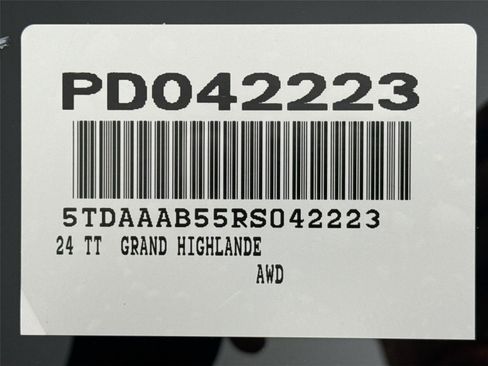 PD042223
5TDAAAB55RS042223
24 TT GRAND HIGHLANDE
AWD